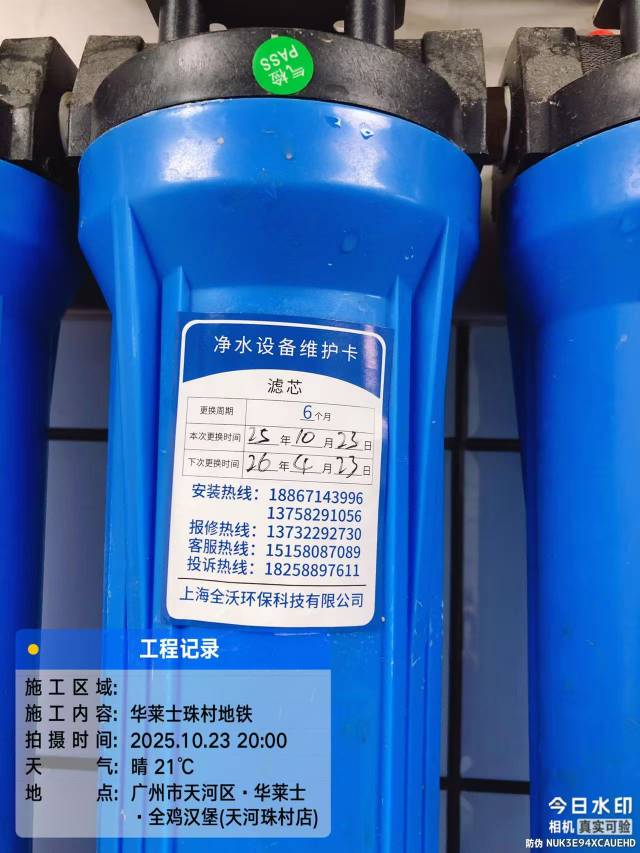 气检
PASS
净水设备维护卡
滤芯
更换周期 6个月
本次更换时间 25年10月23日
下次更换时间 26年4月23日
安装热线：18867143996
13758291056
报修热线：13732292730
客服热线：15158087089
投诉热线：18258897611
上海全沃环保科技有限公司
工程记录
施工区域:
施工内容: 华莱士珠村地铁
拍摄时间: 2025.10.23 20:00
天气: 晴 21℃
地点: 广州市天河区·华莱士
·全鸡汉堡(天河珠村店)
今日水印
相机 真实可验
防伪 NUK3E94XCAUEHD